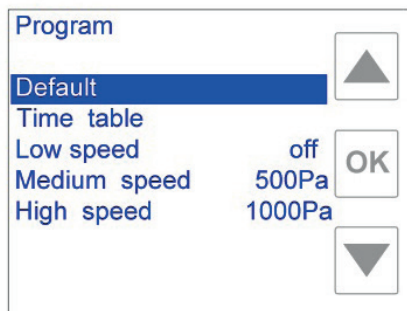 Program
Default
Time table
Low speed off
Medium speed 500Pa
High speed 1000Pa
OK